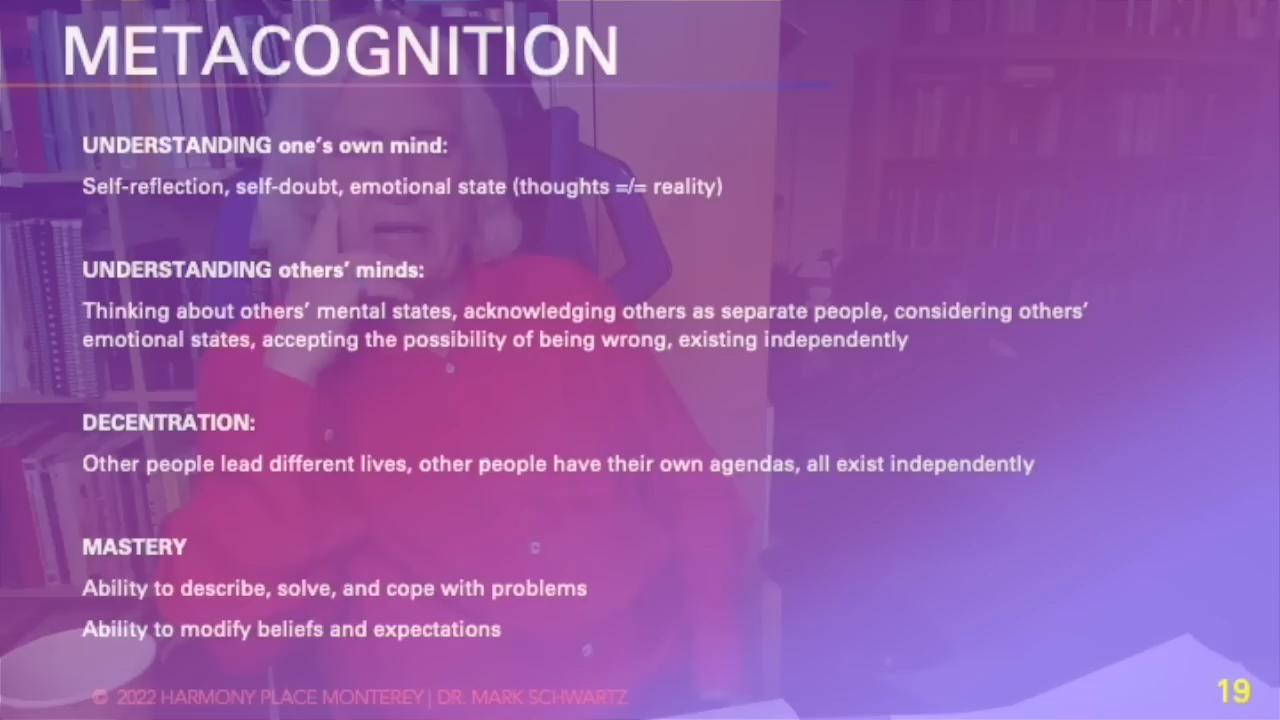 METACOGNITION
UNDERSTANDING one's own mind:
Self-reflection, self-doubt, emotional state (thoughts =/= reality)
UNDERSTANDING others' minds:
Thinking about others' mental states, acknowledging others as separate people, considering others'
emotional states, accepting the possibility of being wrong, existing independently
DECENTRATION:
Other people lead different lives, other people have their own agendas, all exist independently
MASTERY
Ability to describe, solve, and cope with problems
Ability to modify beliefs and expectations
© 2022 HARMONY PLACE MONTEREY | DR. MARK SCHWARTZ
19